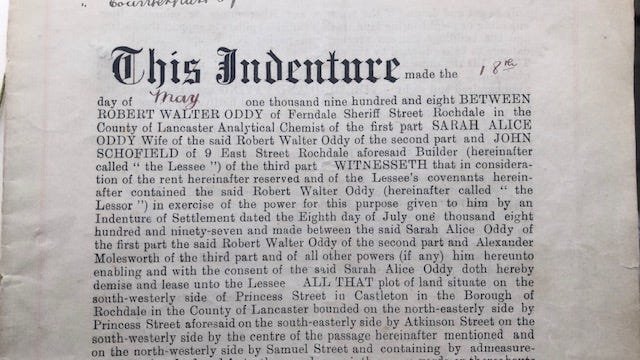 " Counterpart of
This Indenture made the 18th
day of May one thousand nine hundred and eight BETWEEN
ROBERT WALTER ODDY of Ferndale Sheriff Street Rochdale in the
County of Lancaster Analytical Chemist of the first part SARAH ALICE
ODDY Wife of the said Robert Walter Oddy of the second part and JOHN
SCHOFIELD of 9 East Street Rochdale aforesaid Builder (hereinafter
called " the Lessee ") of the third part WITNESSETH that in considera-
tion of the rent hereinafter reserved and of the Lessee's covenants herein-
after contained the said Robert Walter Oddy (hereinafter called " the
Lessor ") in exercise of the power for this purpose given to him by an
Indenture of Settlement dated the Eighth day of July one thousand eight
hundred and ninety-seven and made between the said Sarah Alice Oddy of
the first part the said Robert Walter Oddy of the second part and Alexander
Molesworth of the third part and of all other powers (if any) him hereunto
enabling and with the consent of the said Sarah Alice Oddy doth hereby
demise and lease unto the Lessee ALL THAT plot of land situate on the
south-westerly side of Princess Street in Castleton in the Borough of
Rochdale in the County of Lancaster bounded on the north-easterly side by
Princess Street aforesaid on the south-easterly side by Atkinson Street on the
south-westerly side by the centre of the passage hereinafter mentioned and
on the north-westerly side by Samuel Street and containing by admeasure-